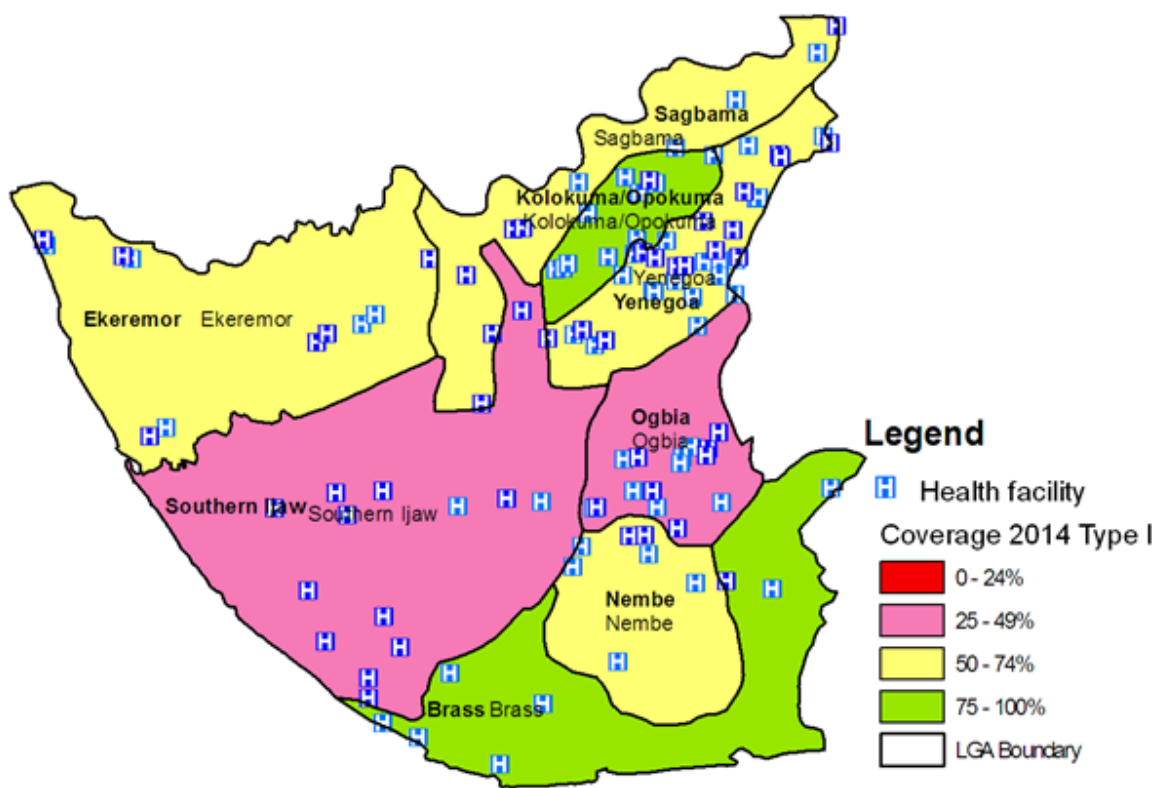 Sagbama
Sagbama
Kolokuma/Opokuma
Kolokuma/Opokuma
Yenegoa
Yenegoa
Ekeremor Ekeremor
Ogbia
Ogbia
Southern Ijaw Southern Ijaw
Nembe
Nembe
Brass Brass
Legend
H Health facility
Coverage 2014 Type I
0 - 24%
25 - 49%
50 - 74%
75 - 100%
LGA Boundary